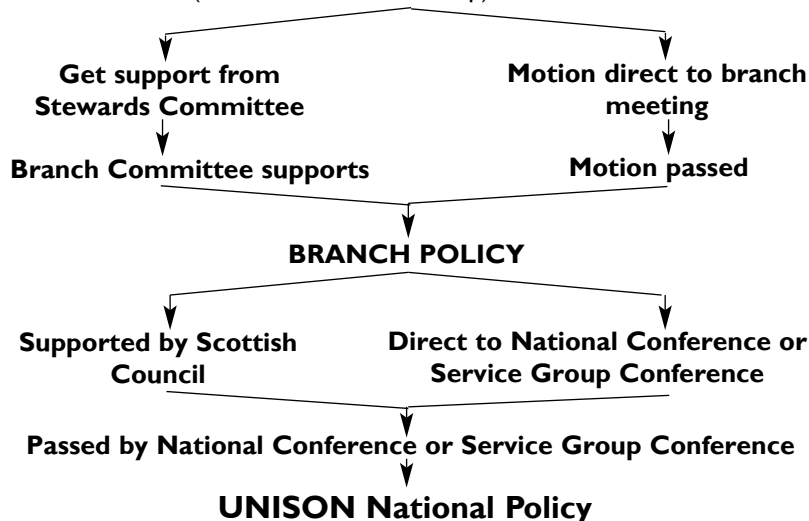 Get support from
Stewards Committee
Motion direct to branch
meeting
Branch Committee supports
Motion passed
BRANCH POLICY
Supported by Scottish
Council
Direct to National Conference or
Service Group Conference
Passed by National Conference or Service Group Conference
UNISON National Policy